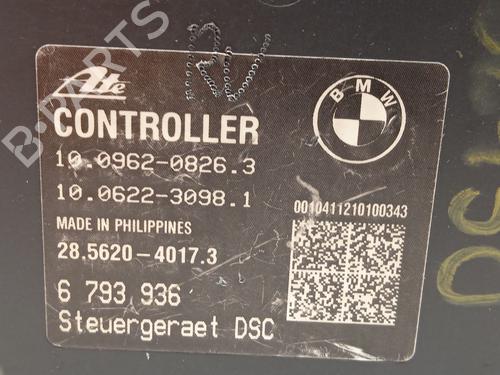 Ate
BMW
CONTROLLER
10.0962-0826.3
10.0622-3098.1
0010411210100343
MADE IN PHILIPPINES
28.5620-4017.3
6 793 936
Steuergeraet DSC
B-PARTS